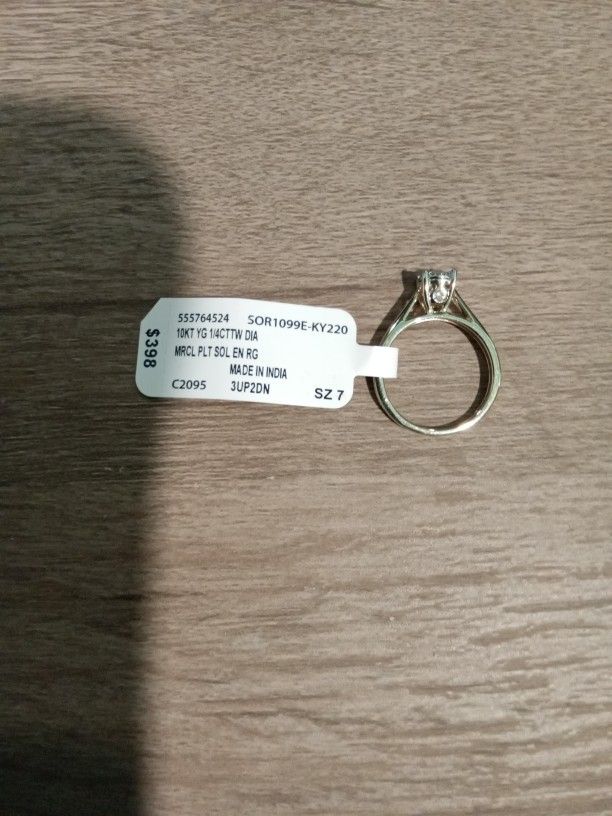 555764524 SOR1099E-KY220
10KT YG 1/4CTTW DIA
MRCL PLT SOL EN RG
MADE IN INDIA
C2095 3UP2DN SZ 7
$398